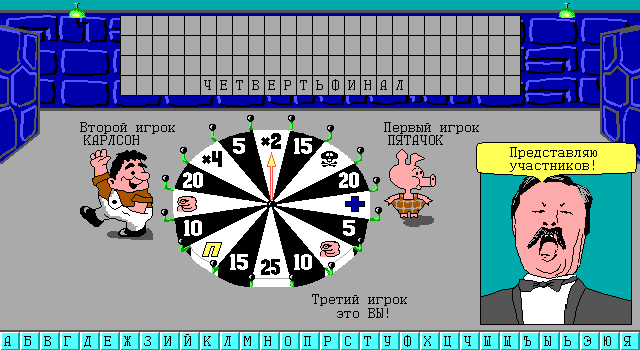 ЧЕТВЕРТЬФИНАЛ
Второй игрок
КАРЛСОН
Первый игрок
ПЯТАЧОК
Представляю
участников!
×2
15
20
5
10
25
15
П
10
20
×4
5
Третий игрок
это ВЫ!
А Б В Г Д Е Ж З И Й К Л М Н О П Р С Т У Ф Х Ц Ч Ш Щ Ъ Ы Ь Э Ю Я